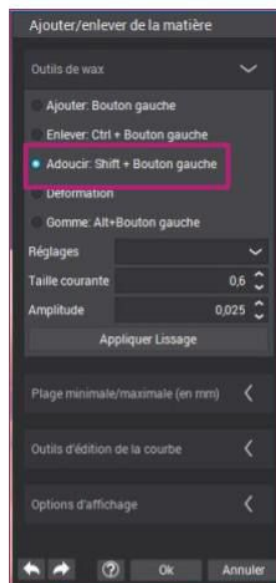 Ajouter/enlever de la matière
Outils de wax
Ajouter: Bouton gauche
Enlever: Ctrl + Bouton gauche
Adoucir: Shift + Bouton gauche
Déformation
Gomme: Alt+Bouton gauche
Réglages
Taille courante 0,6
Amplitude 0,025
Appliquer Lissage
Plage minimale/maximale (en mm)
Outils d'édition de la courbe
Options d'affichage
Ok Annuler